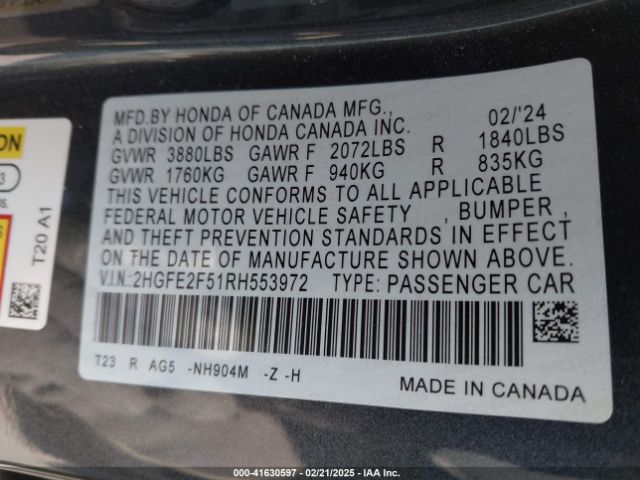 MFD.BY HONDA OF CANADA MFG., 02/'24
A DIVISION OF HONDA CANADA INC.
GVWR 3880LBS GAWR F 2072LBS R 1840LBS
GVWR 1760KG GAWR F 940KG R 835KG
THIS VEHICLE CONFORMS TO ALL APPLICABLE
FEDERAL MOTOR VEHICLE SAFETY , BUMPER ,
AND THEFT PREVENTION STANDARDS IN EFFECT
ON THE DATE OF MANUFACTURE SHOWN ABOVE.
V.I.N.:2HGFE2F51RH553972 TYPE: PASSENGER CAR
T23 R AG5 -NH904M -Z -H
MADE IN CANADA
T20 A1
000-41630597 - 02/21/2025 - IAA Inc.